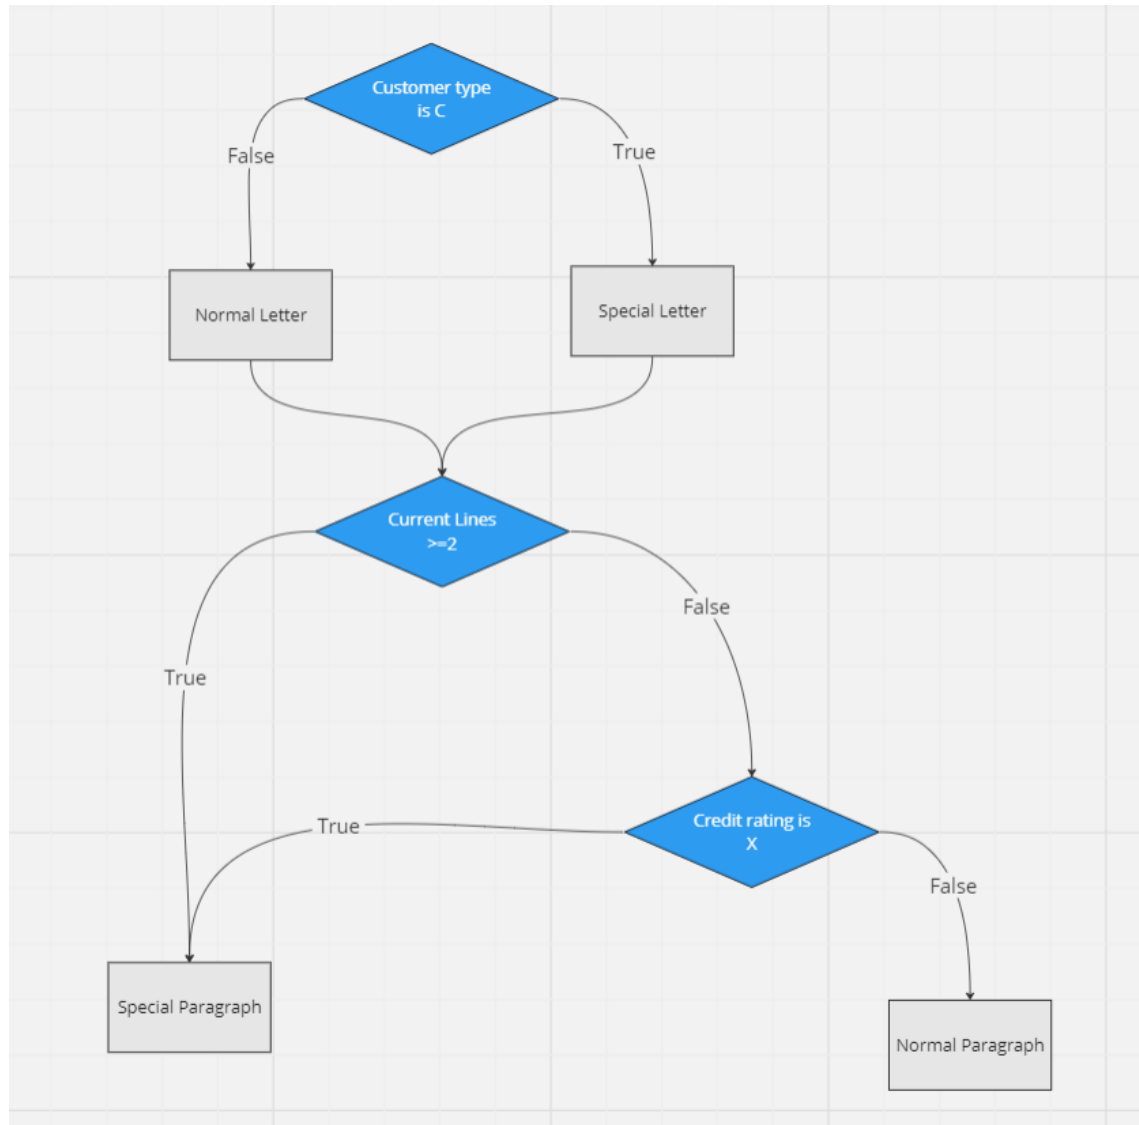 Customer type
is C
False
True
Normal Letter
Special Letter
Current Lines
>=2
False
True
Credit rating is
X
True
False
Special Paragraph
Normal Paragraph